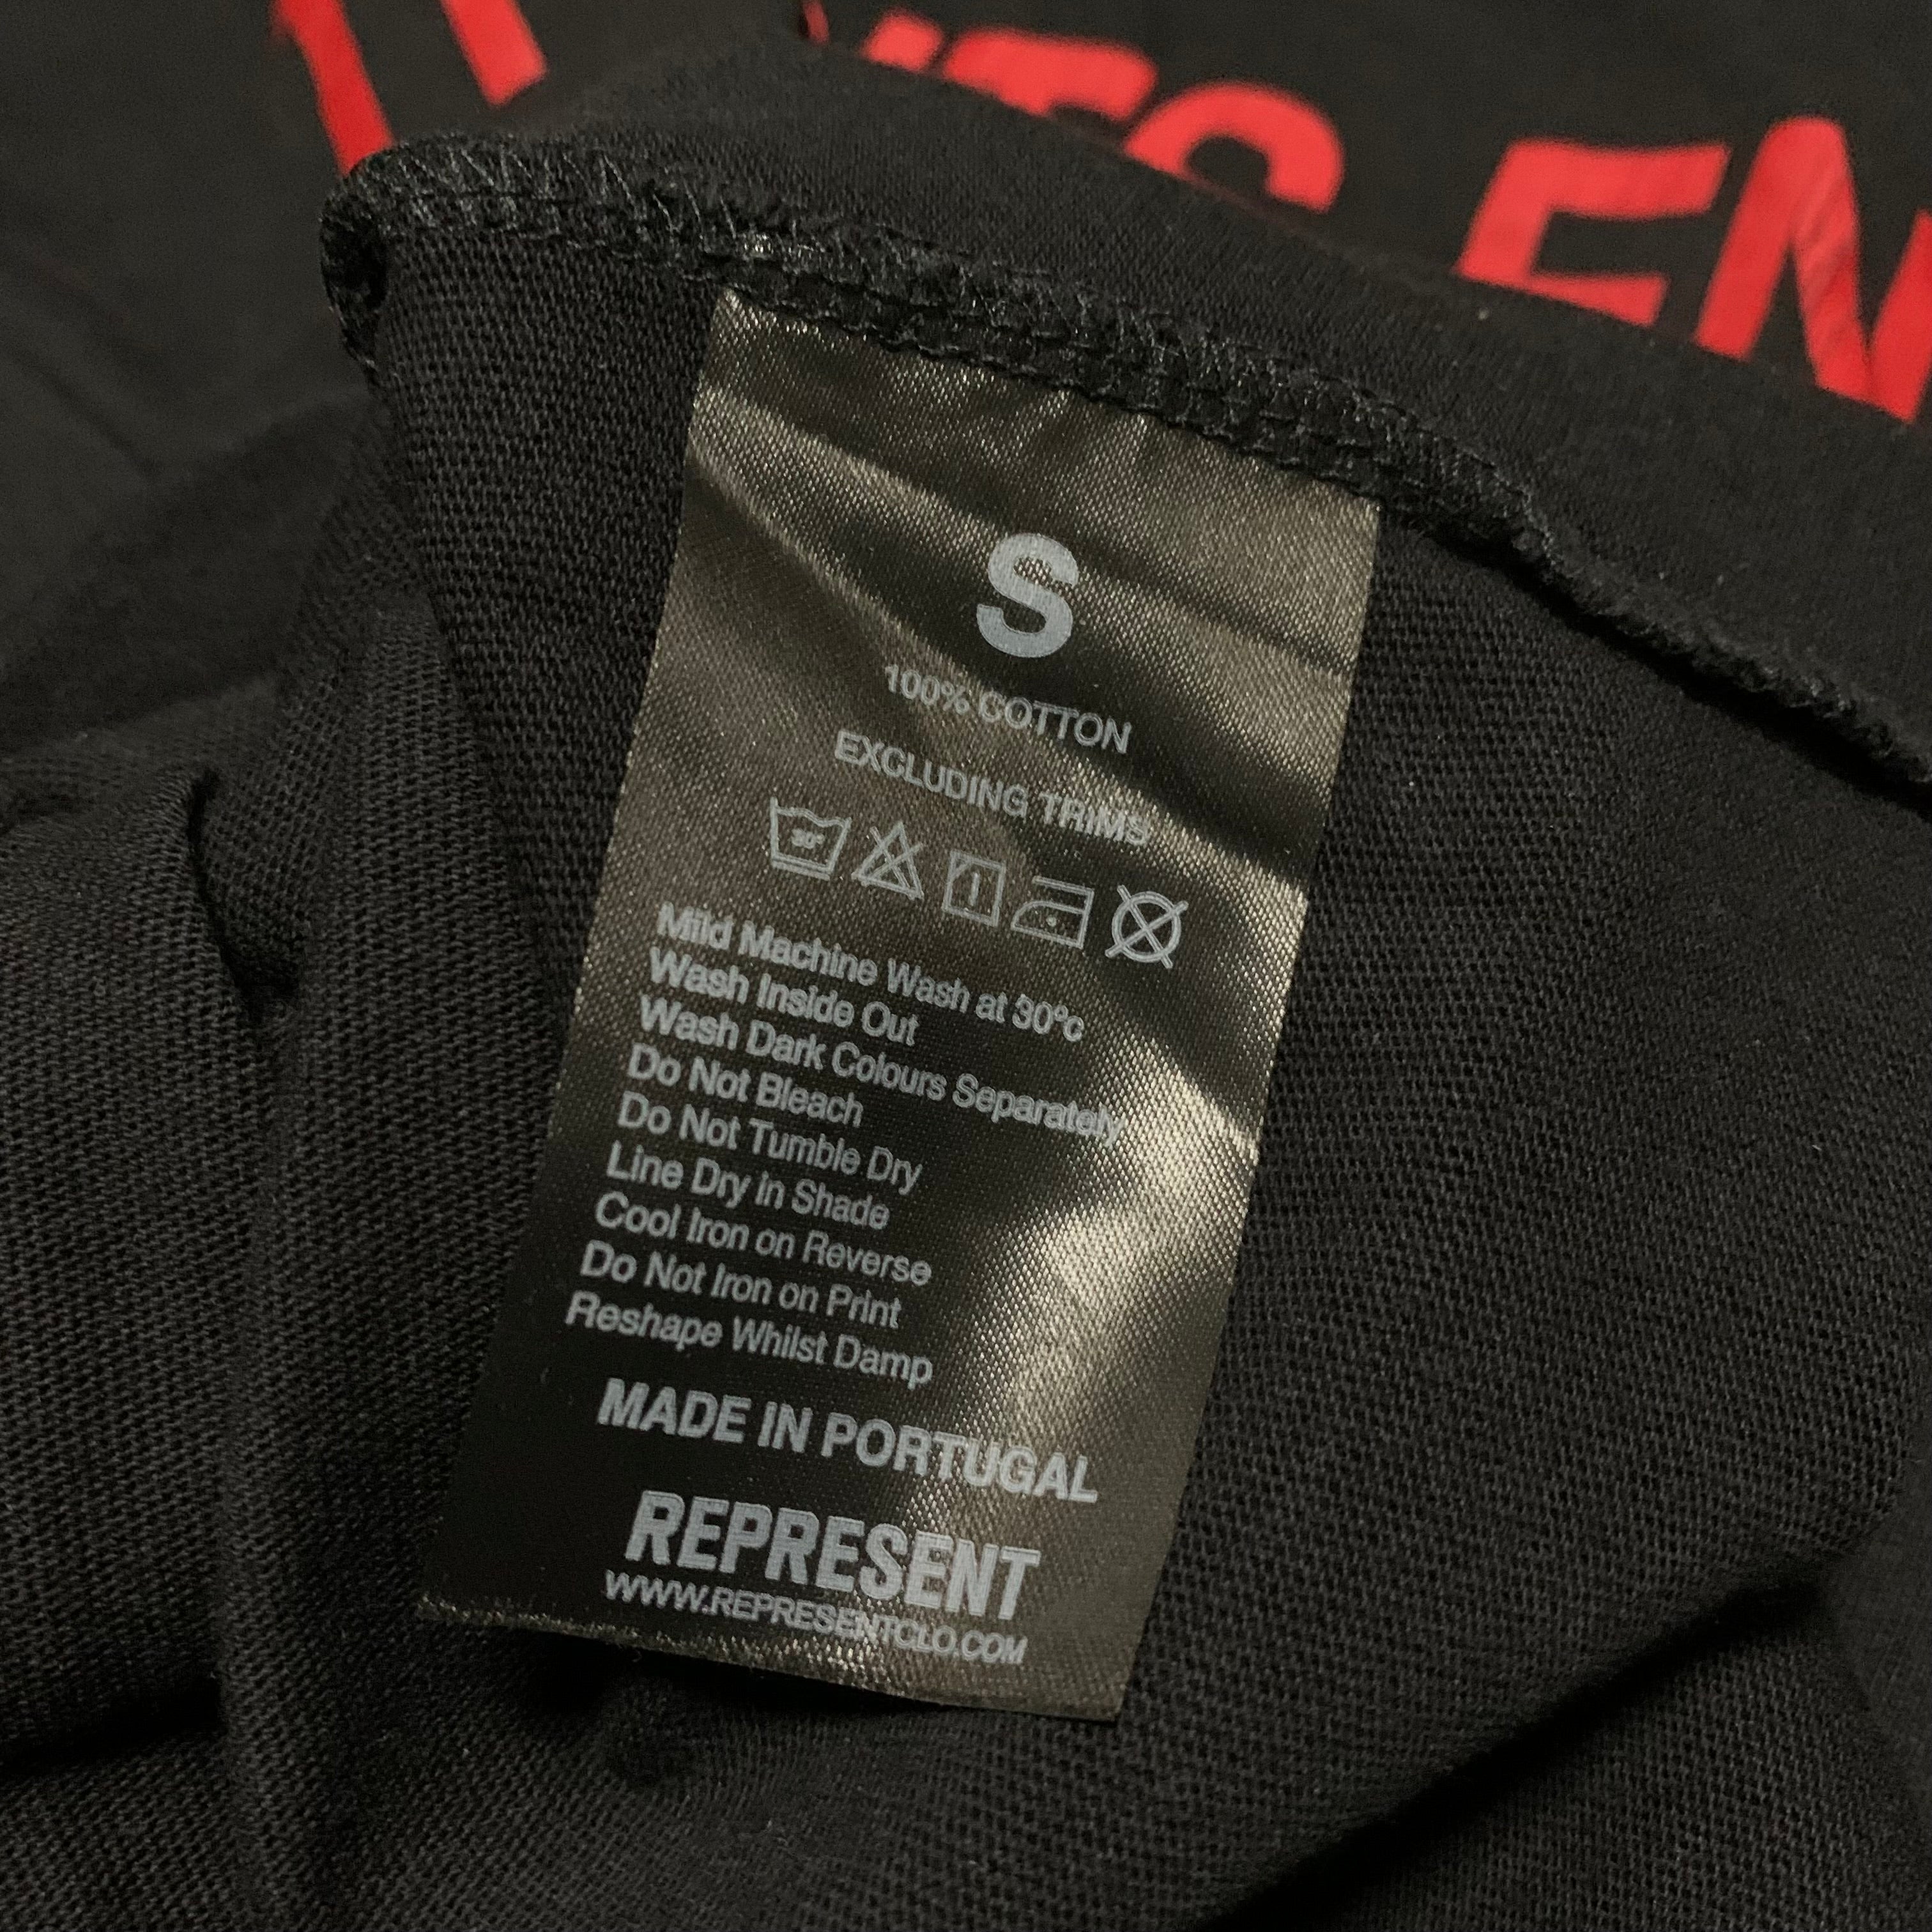 S
100% COTTON
EXCLUDING TRIMS
Mild Machine Wash at 30ºc
Wash Inside Out
Wash Dark Colours Separately
Do Not Bleach
Do Not Tumble Dry
Line Dry in Shade
Cool Iron on Reverse
Do Not Iron on Print
Reshape Whilst Damp
MADE IN PORTUGAL
REPRESENT
WWW.REPRESENTCLO.COM